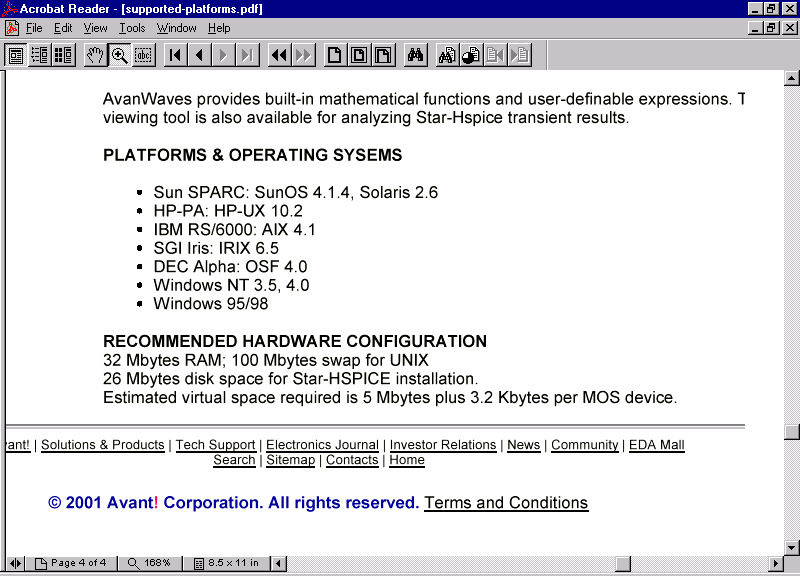 Acrobat Reader - [supported-platforms.pdf]
File Edit View Tools Window Help
AvanWaves provides built-in mathematical functions and user-definable expressions. T
viewing tool is also available for analyzing Star-Hspice transient results.
PLATFORMS & OPERATING SYSEMS
• Sun SPARC: SunOS 4.1.4, Solaris 2.6
• HP-PA: HP-UX 10.2
• IBM RS/6000: AIX 4.1
• SGI Iris: IRIX 6.5
• DEC Alpha: OSF 4.0
• Windows NT 3.5, 4.0
• Windows 95/98
RECOMMENDED HARDWARE CONFIGURATION
32 Mbytes RAM; 100 Mbytes swap for UNIX
26 Mbytes disk space for Star-HSPICE installation.
Estimated virtual space required is 5 Mbytes plus 3.2 Kbytes per MOS device.
vant! | Solutions & Products | Tech Support | Electronics Journal | Investor Relations | News | Community | EDA Mall
Search | Sitemap | Contacts | Home
© 2001 Avant! Corporation. All rights reserved. Terms and Conditions
Page 4 of 4 168% 8.5 x 11 in